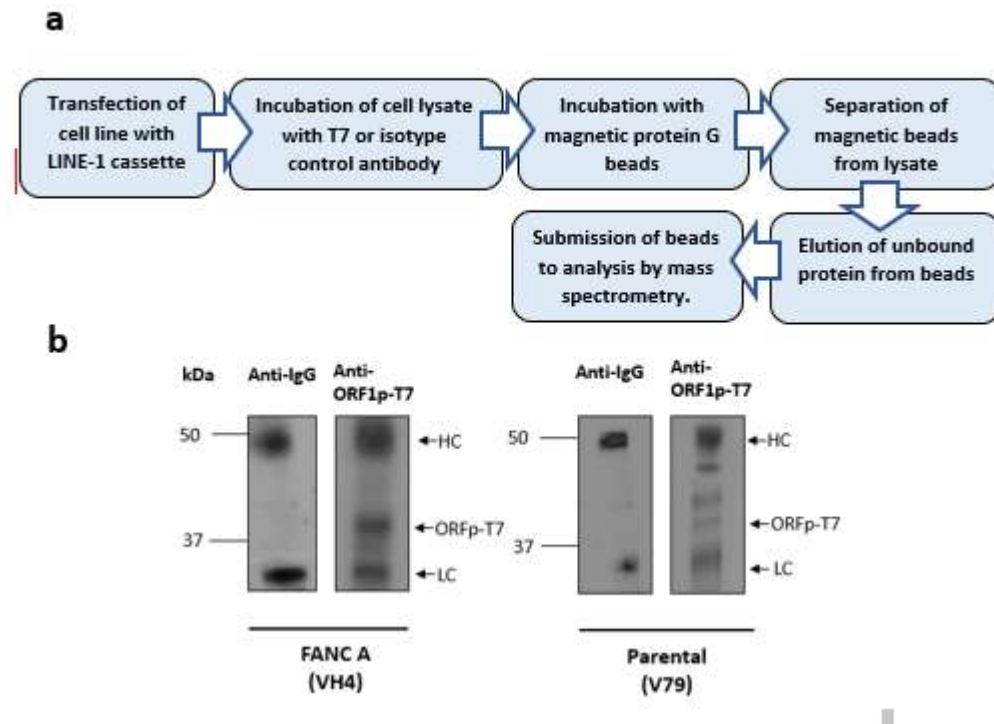 a
Transfection of
cell line with
LINE-1 cassette
Incubation of cell lysate
with T7 or isotype
control antibody
Incubation with
magnetic protein G
beads
Separation of
magnetic beads
from lysate
Elution of unbound
protein from beads
Submission of beads
to analysis by mass
spectrometry.
b
kDa
Anti-IgG
Anti-
ORF1p-T7
50
HC
ORFp-T7
37
LC
FANC A
(VH4)
Anti-IgG
Anti-
ORF1p-T7
50
HC
ORFp-T7
37
LC
Parental
(V79)